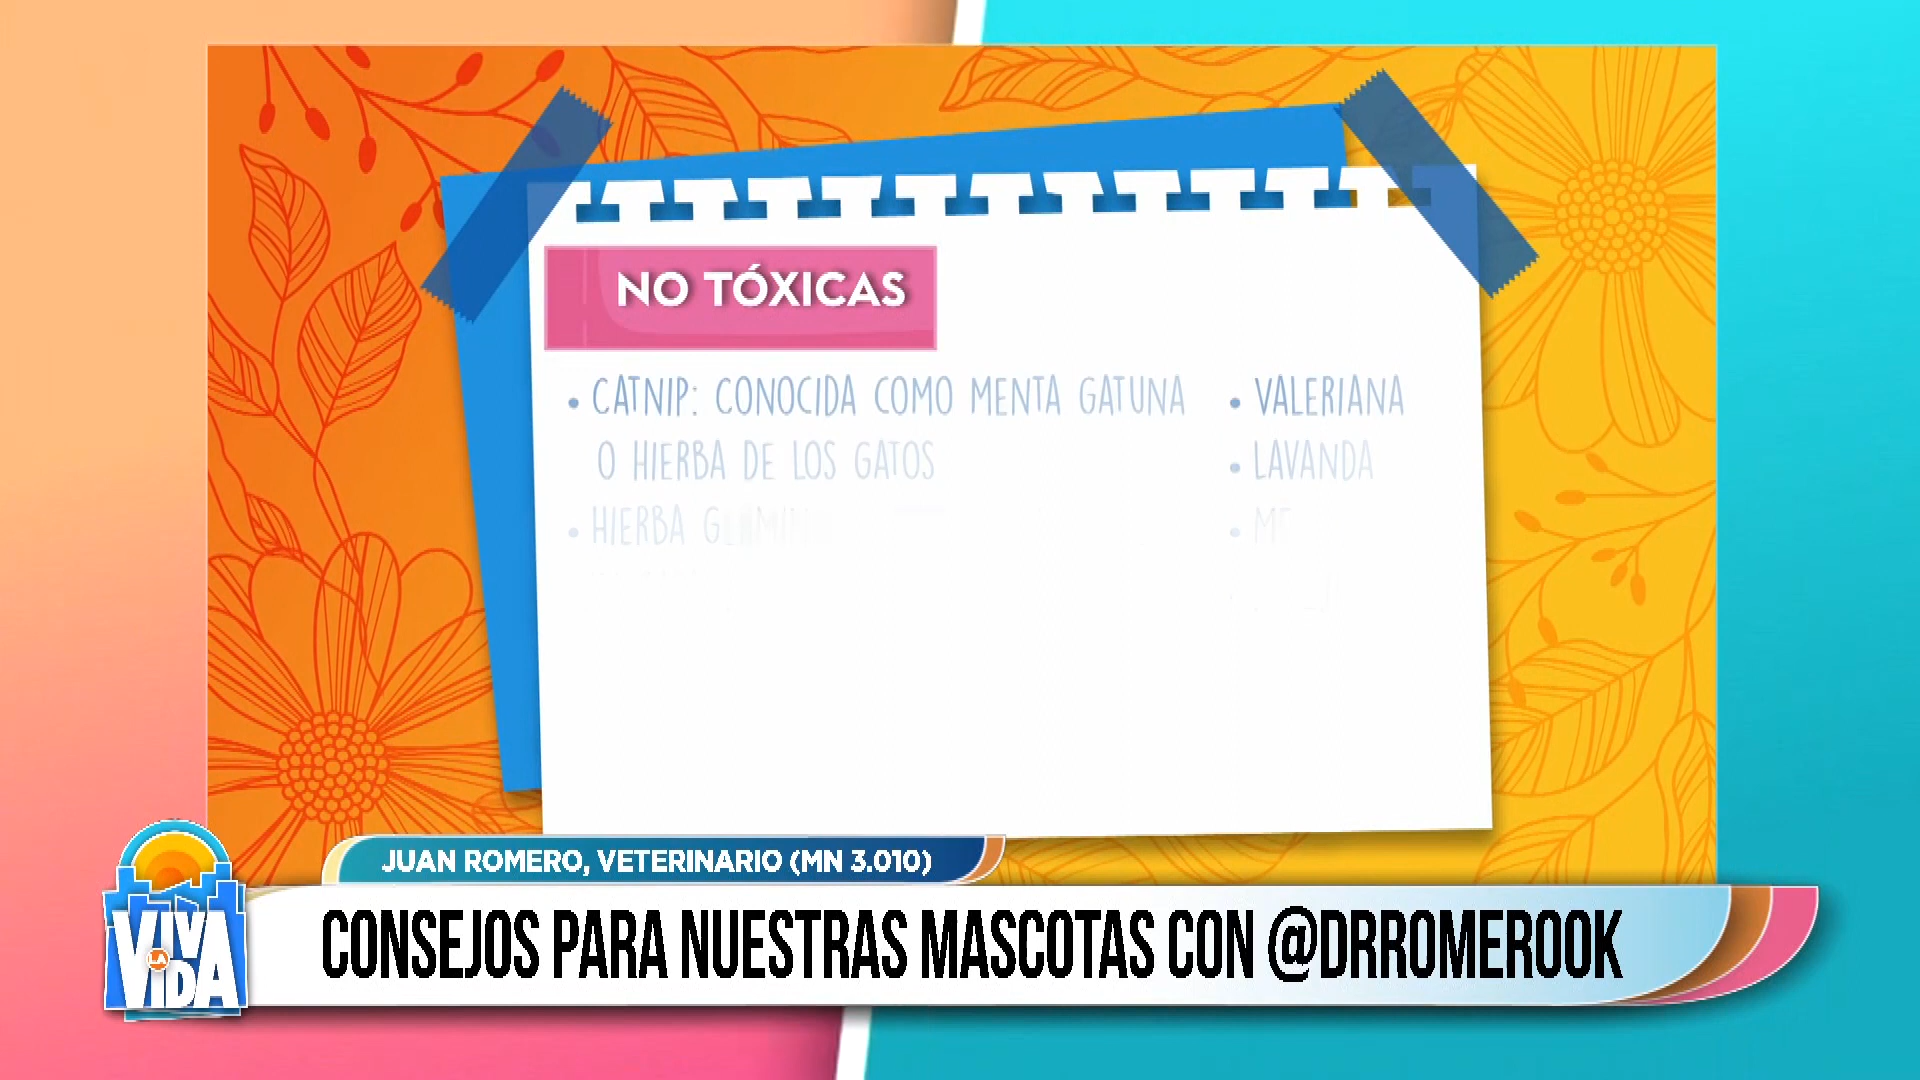 NO TÓXICAS
• CATNIP: CONOCIDA COMO MENTA GATUNA
O HIERBA DE LOS GATOS
• HIERBA
• VALERIANA
• LAVANDA
JUAN ROMERO, VETERINARIO (MN 3.010)
CONSEJOS PARA NUESTRAS MASCOTAS CON @DRROMEROOK
VIVA
LA
VIDA